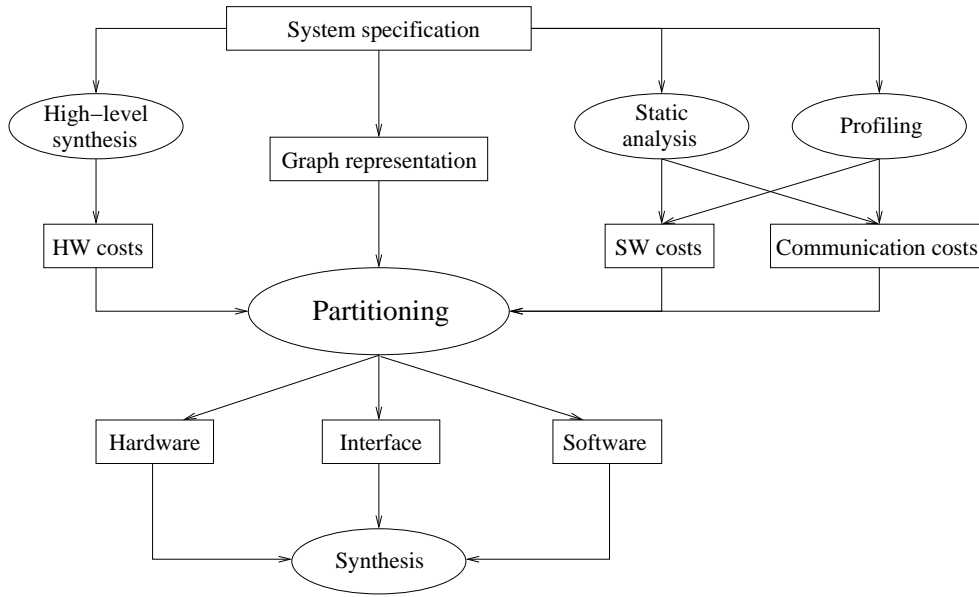 System specification
High−level
synthesis
Static
analysis
Profiling
Graph representation
HW costs
SW costs
Communication costs
Partitioning
Hardware
Interface
Software
Synthesis